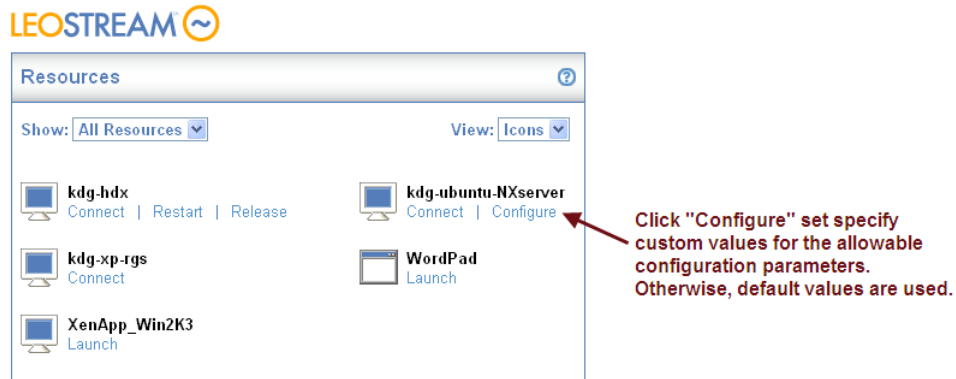 LEOSTREAM
Resources ?
Show: All Resources View: Icons
kdg-hdx
Connect | Restart | Release
kdg-ubuntu-NXserver
Connect | Configure
kdg-xp-rgs
Connect
WordPad
Launch
XenApp_Win2K3
Launch
Click "Configure" set specify
custom values for the allowable
configuration parameters.
Otherwise, default values are used.